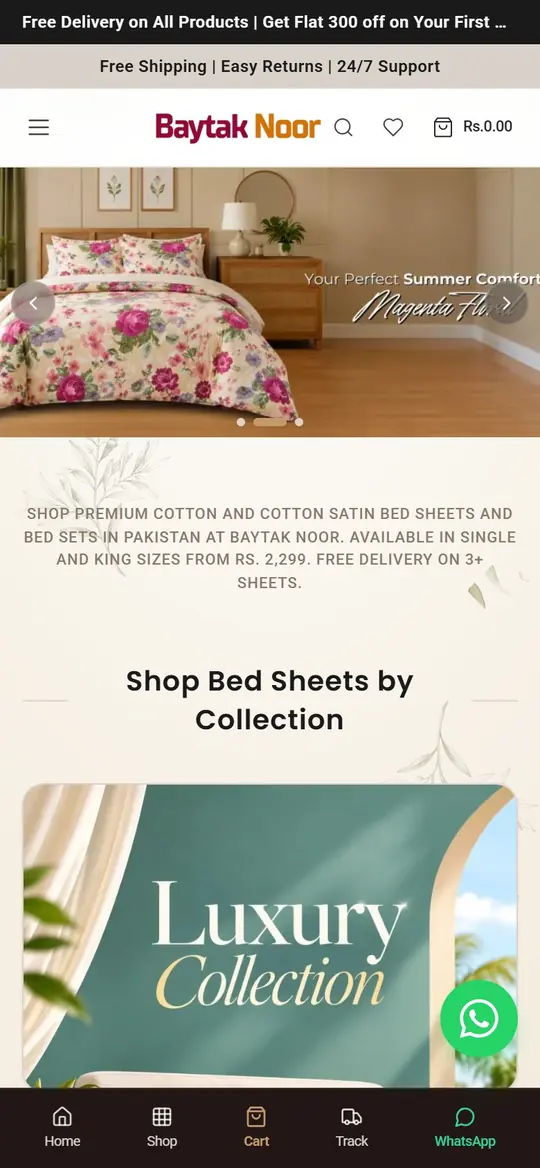 Free Delivery on All Products | Get Flat 300 off on Your First ...
Free Shipping | Easy Returns | 24/7 Support
Baytak Noor
Rs.0.00
Your Perfect Summer Comfort
Magenta Floral
SHOP PREMIUM COTTON AND COTTON SATIN BED SHEETS AND
BED SETS IN PAKISTAN AT BAYTAK NOOR. AVAILABLE IN SINGLE
AND KING SIZES FROM RS. 2,299. FREE DELIVERY ON 3+
SHEETS.
Shop Bed Sheets by
Collection
Luxury
Collection
Home
Shop
Cart
Track
WhatsApp